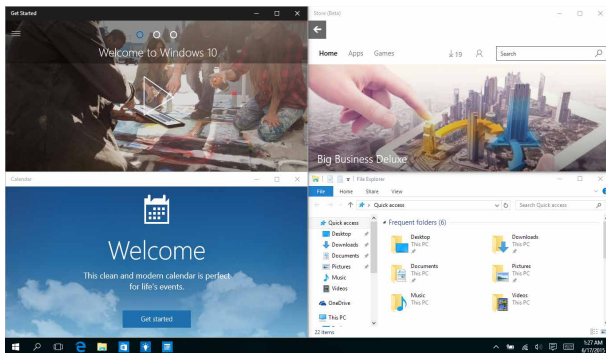 Get Started
Welcome to Windows 10
Store (Beta)
Home Apps Games 19 Search
Big Business Deluxe
Calendar
Welcome
This clean and modern calendar is perfect
for life's events.
Get started
File Explorer
File Home Share View
Quick access Search Quick access
Quick access
Desktop
Downloads
Documents
Pictures
Music
Videos
OneDrive
This PC
22 items
Frequent folders (6)
Desktop
This PC
Downloads
This PC
Documents
This PC
Pictures
This PC
Music
This PC
Videos
This PC
1:27 AM
6/17/2015